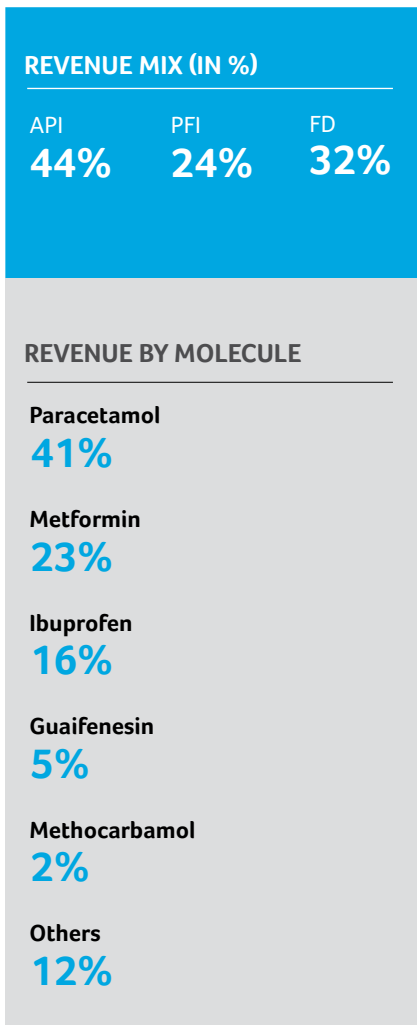 REVENUE MIX (IN %)
API PFI FD
44% 24% 32%
REVENUE BY MOLECULE
Paracetamol
41%
Metformin
23%
Ibuprofen
16%
Guaifenesin
5%
Methocarbamol
2%
Others
12%